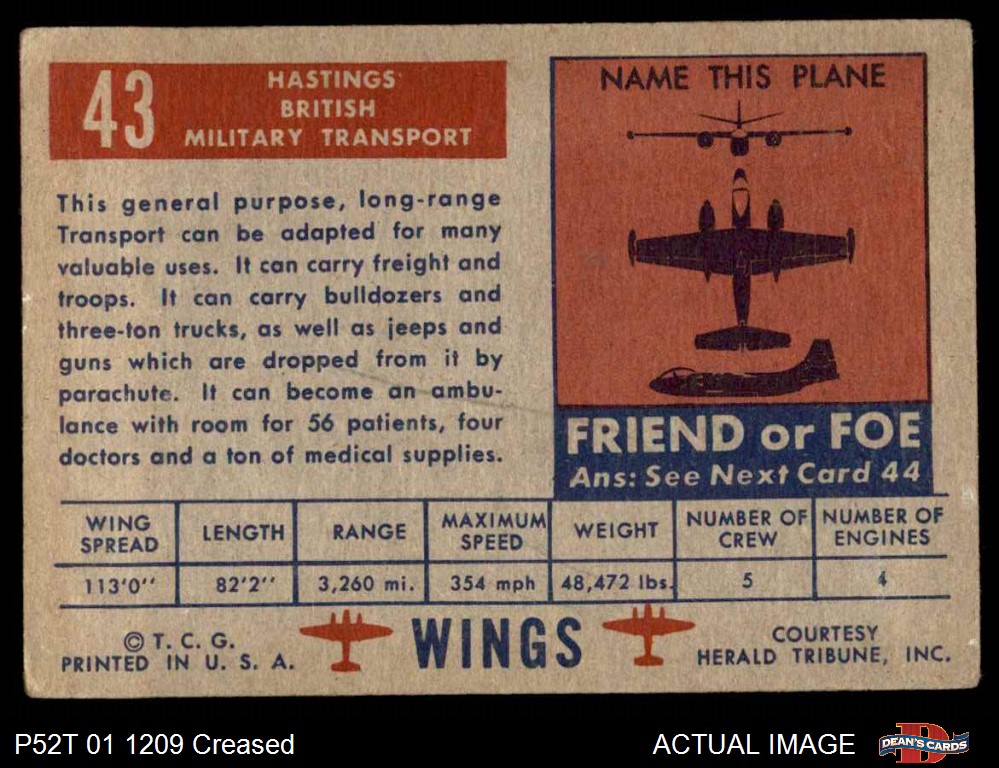 43
HASTINGS
BRITISH
MILITARY TRANSPORT
This general purpose, long-range
Transport can be adapted for many
valuable uses. It can carry freight and
troops. It can carry bulldozers and
three-ton trucks, as well as jeeps and
guns which are dropped from it by
parachute. It can become an ambu-
lance with room for 56 patients, four
doctors and a ton of medical supplies.
NAME THIS PLANE
FRIEND or FOE
Ans: See Next Card 44
WING SPREAD LENGTH RANGE MAXIMUM SPEED WEIGHT NUMBER OF CREW NUMBER OF ENGINES
113'0'' 82'2'' 3,260 mi. 354 mph 48,472 lbs. 5 4
© T. C. G.
PRINTED IN U. S. A.
WINGS
COURTESY
HERALD TRIBUNE, INC.
P52T 01 1209 Creased
ACTUAL IMAGE
DEAN'S CARDS